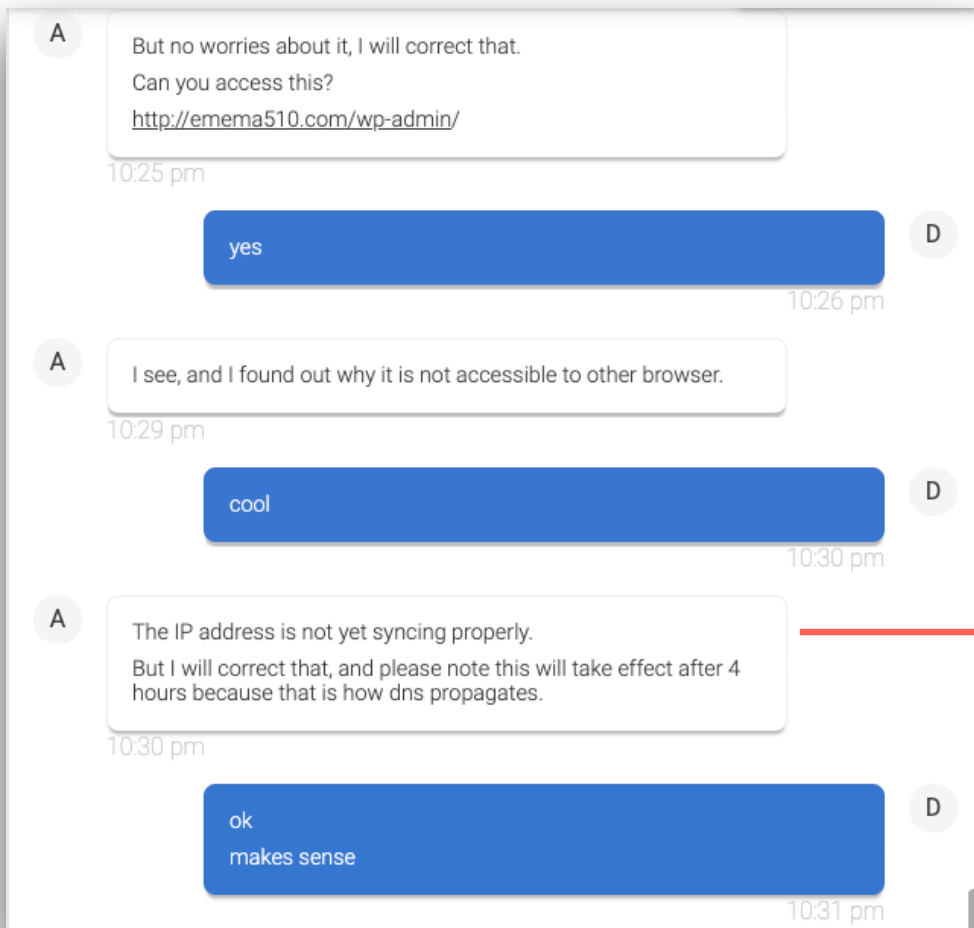 A
But no worries about it, I will correct that.
Can you access this?
http://emema510.com/wp-admin/
10:25 pm
yes
D
10:26 pm
A
I see, and I found out why it is not accessible to other browser.
10:29 pm
cool
D
10:30 pm
A
The IP address is not yet syncing properly.
But I will correct that, and please note this will take effect after 4
hours because that is how dns propagates.
10:30 pm
ok
makes sense
D
10:31 pm